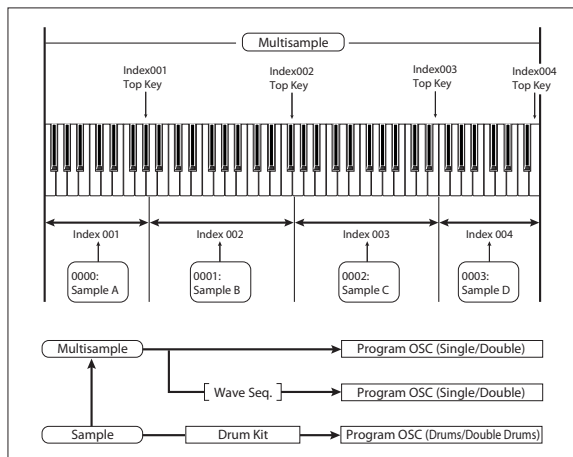 Multisample
Index001
Top Key
Index002
Top Key
Index003
Top Key
Index004
Top Key
Index 001
Index 002
Index 003
Index 004
0000:
Sample A
0001:
Sample B
0002:
Sample C
0003:
Sample D
Multisample
Program OSC (Single/Double)
Wave Seq.
Program OSC (Single/Double)
Sample
Drum Kit
Program OSC (Drums/Double Drums)